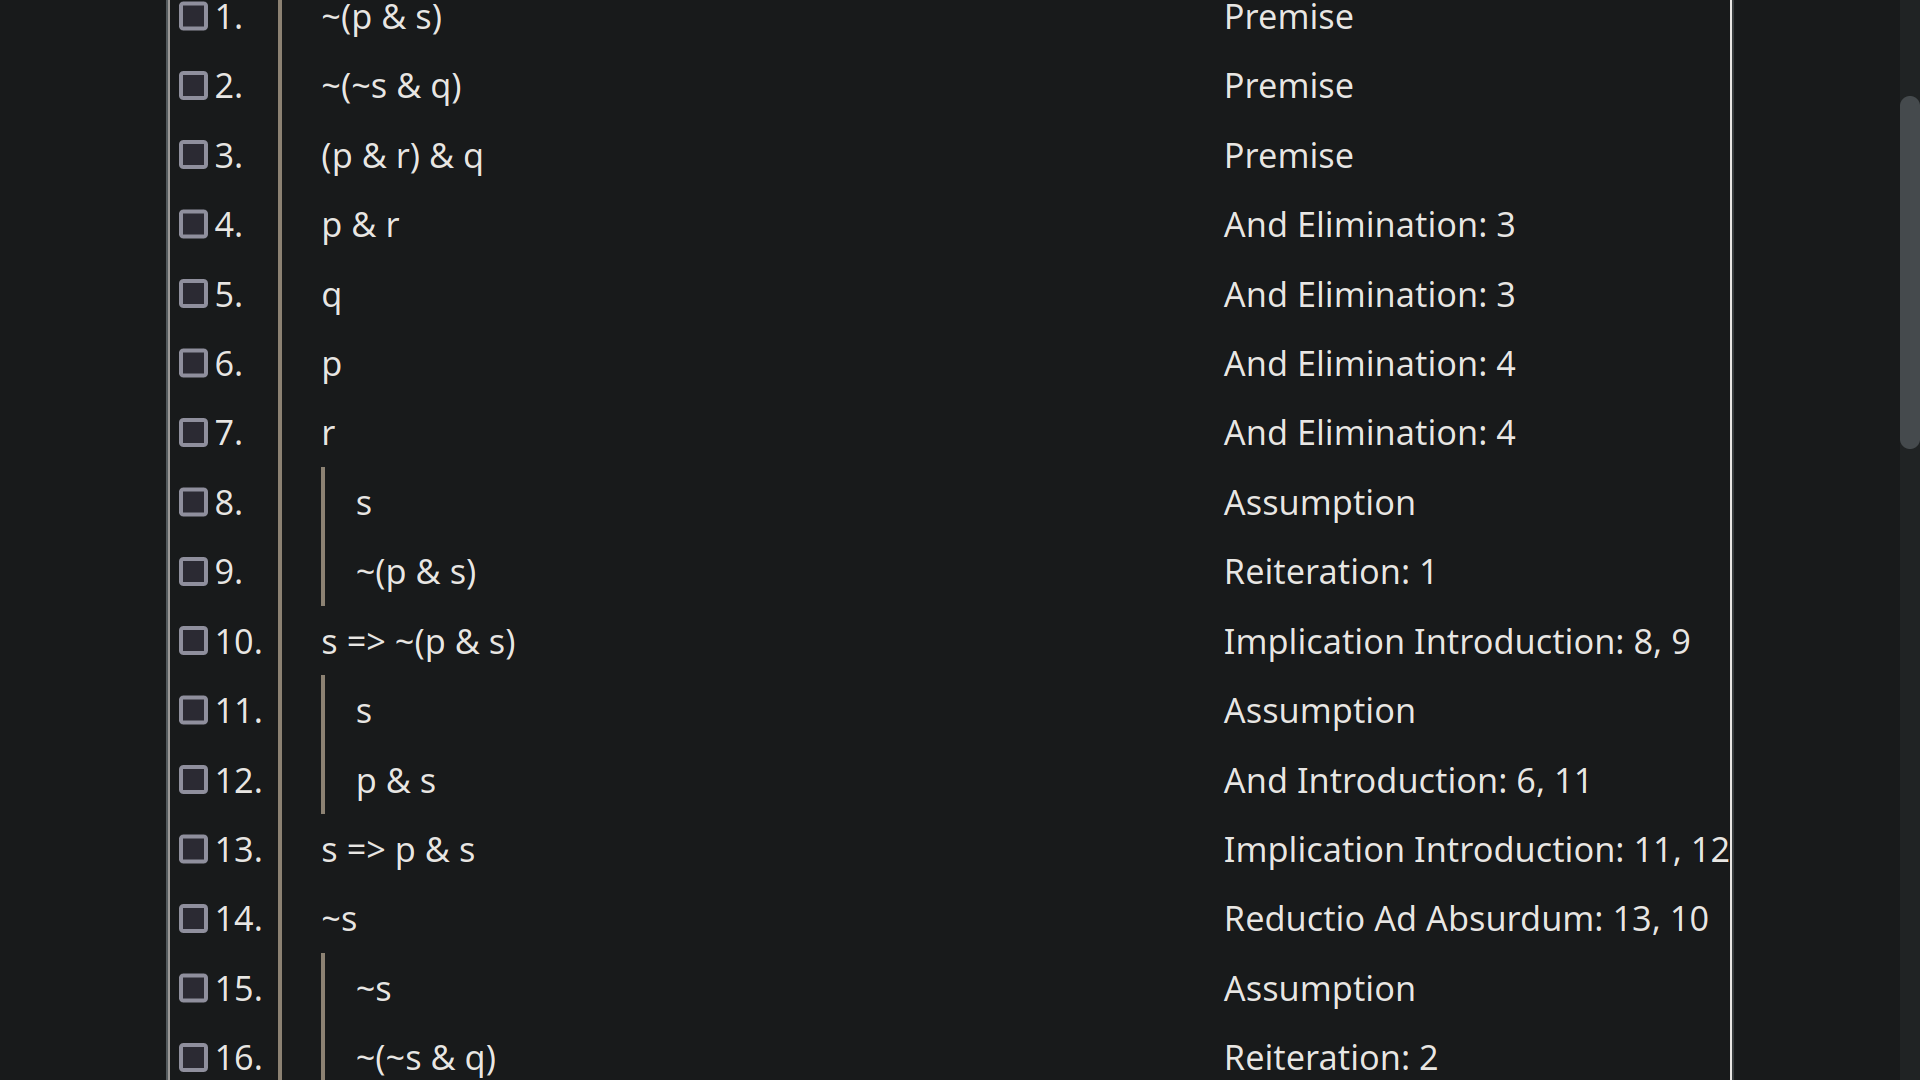 1. ~(p & s) Premise
2. ~(~s & q) Premise
3. (p & r) & q Premise
4. p & r And Elimination: 3
5. q And Elimination: 3
6. p And Elimination: 4
7. r And Elimination: 4
8. s Assumption
9. ~(p & s) Reiteration: 1
10. s => ~(p & s) Implication Introduction: 8, 9
11. s Assumption
12. p & s And Introduction: 6, 11
13. s => p & s Implication Introduction: 11, 12
14. ~s Reductio Ad Absurdum: 13, 10
15. ~s Assumption
16. ~(~s & q) Reiteration: 2